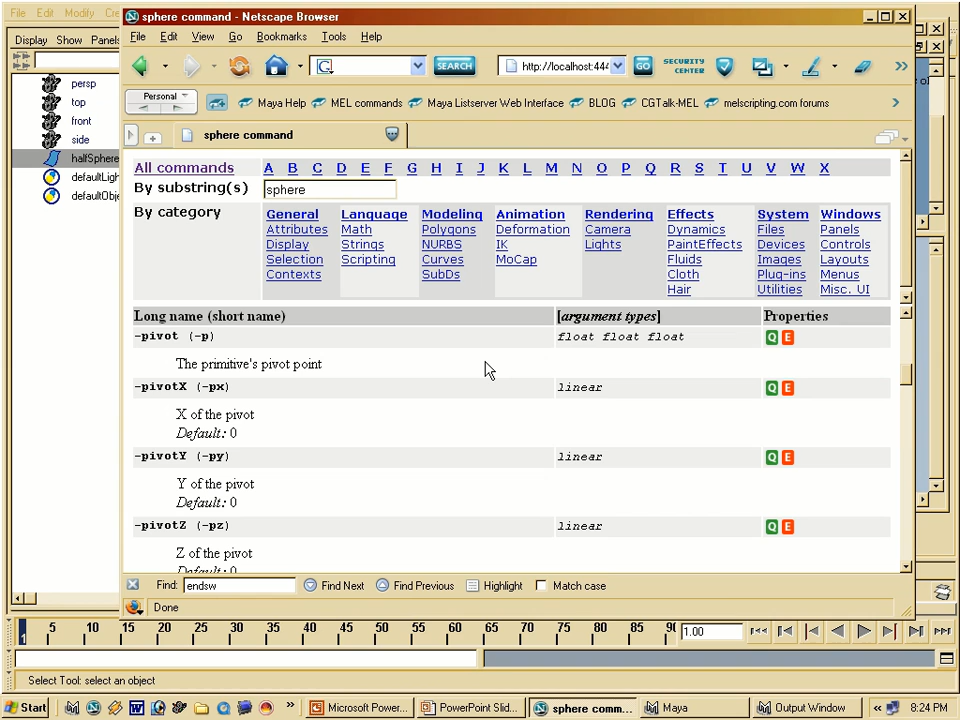 File Edit Modify Cre
sphere command - Netscape Browser
Display Show Panels
File Edit View Go Bookmarks Tools Help
SEARCH http://localhost:444 GO SECURITY CENTER
Personal Maya Help MEL commands Maya Listserver Web Interface BLOG CGTalk-MEL melscripting.com forums
sphere command
persp
top
front
side
halfSphere
defaultLigh
defaultObje
All commands A B C D E F G H I J K L M N O P Q R S T U V W X
By substring(s) sphere
By category General Language Modeling Animation Rendering Effects System Windows
Attributes Math Polygons Deformation Camera Dynamics Files Panels
Display Strings NURBS IK Lights PaintEffects Devices Controls
Selection Scripting Curves MoCap Fluids Images Layouts
Contexts SubDs Cloth Plug-ins Menus
Hair Utilities Misc. UI
Long name (short name) [argument types] Properties
-pivot (-p) float float float Q E
The primitive's pivot point
-pivotX (-px) linear Q E
X of the pivot
Default: 0
-pivotY (-py) linear Q E
Y of the pivot
Default: 0
-pivotZ (-pz) linear Q E
Z of the pivot
Default: 0
Find: endsw Find Next Find Previous Highlight Match case
Done
1 5 10 15 20 25 30 35 40 45 50 55 60 65 70 75 80 85 90 1.00
Select Tool: select an object
Start Microsoft Powe... PowerPoint Slid... sphere comm... Maya Output Window 8:24 PM